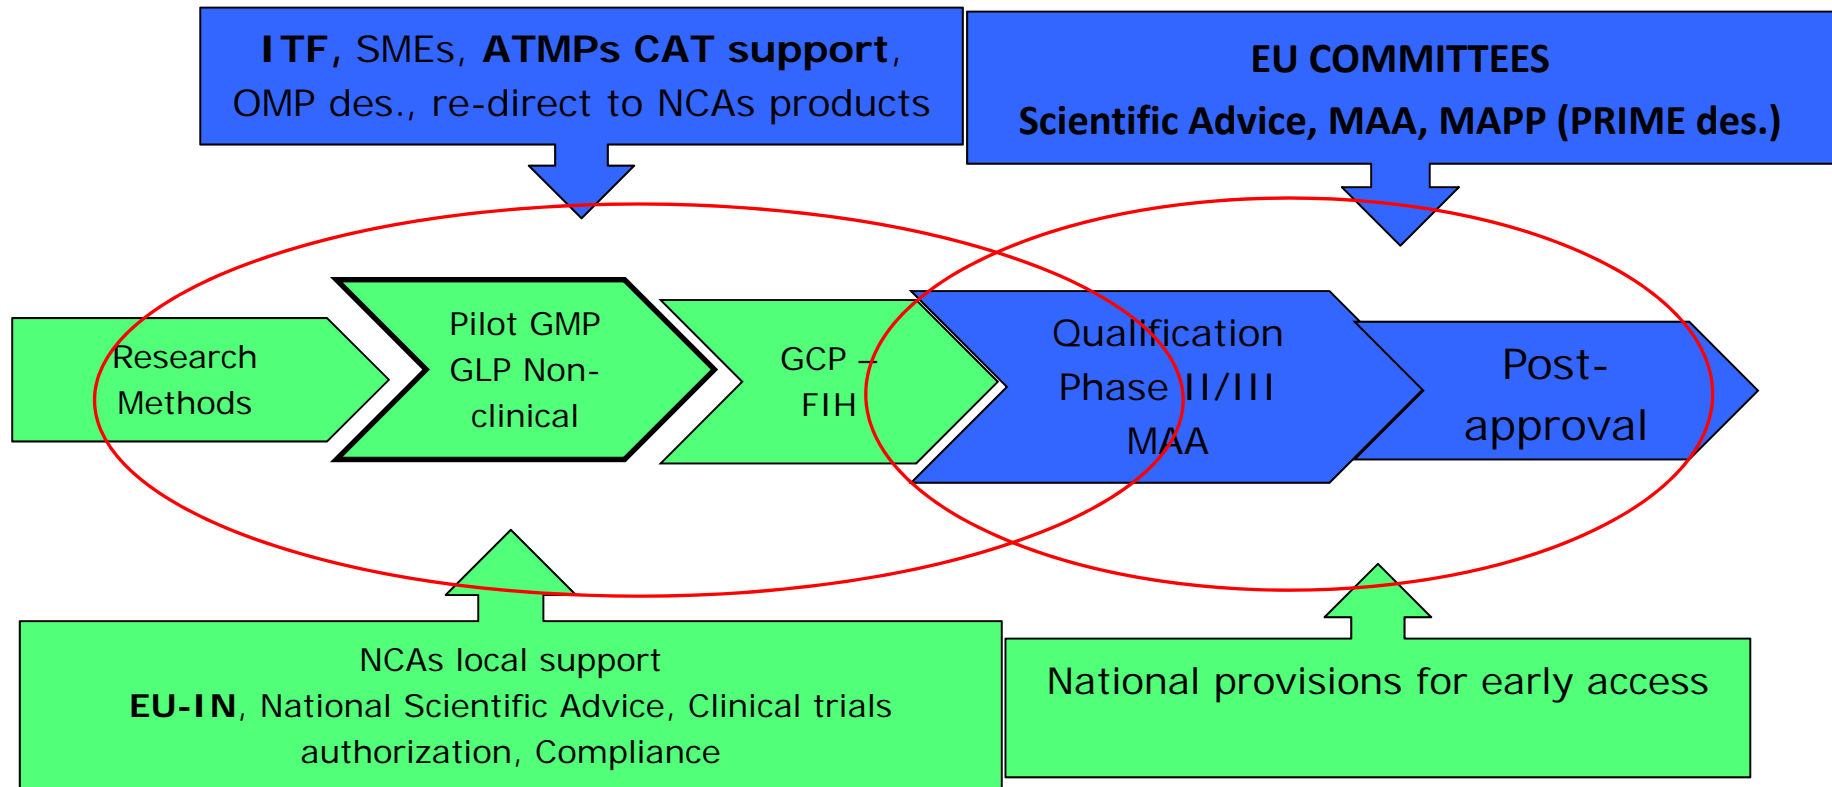 ITF, SMEs, ATMPs CAT support,
OMP des., re-direct to NCAs products
EU COMMITTEES
Scientific Advice, MAA, MAPP (PRIME des.)
Research
Methods
Pilot GMP
GLP Non-
clinical
GCP –
FIH
Qualification
Phase II/III
MAA
Post-
approval
NCAs local support
EU-IN, National Scientific Advice, Clinical trials
authorization, Compliance
National provisions for early access